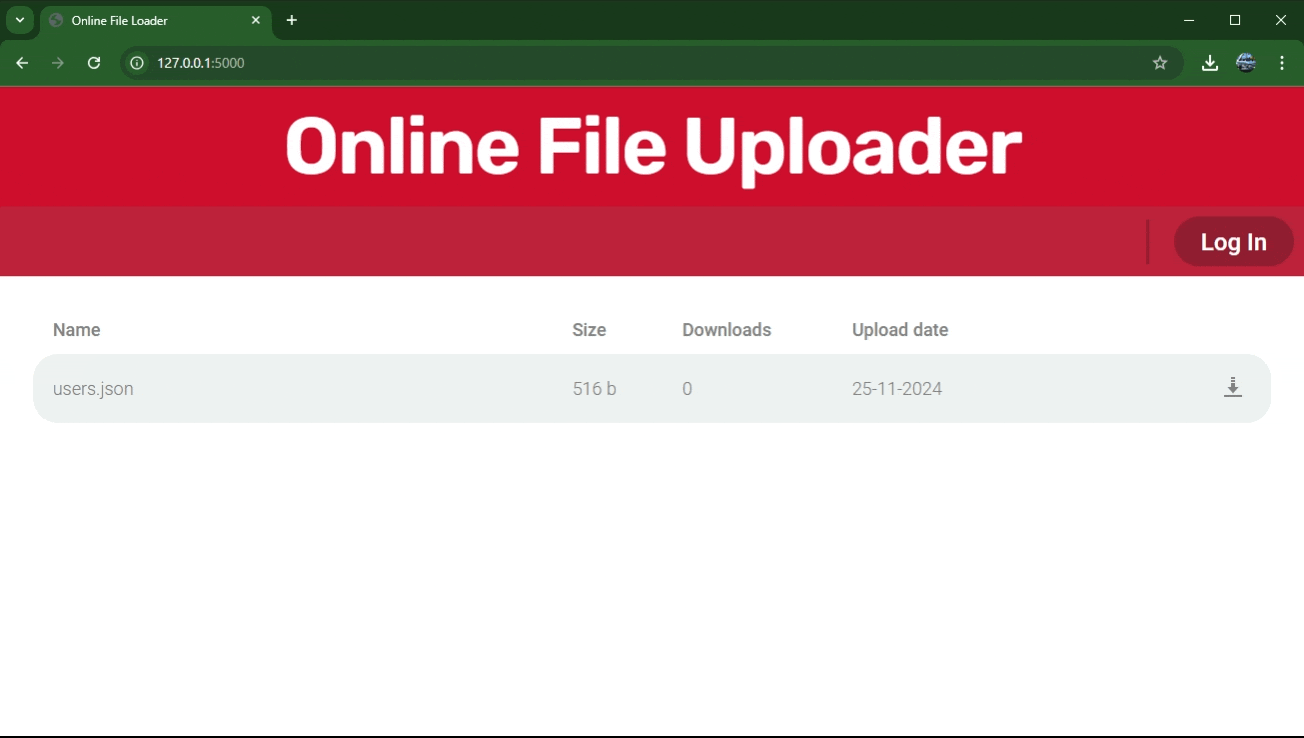 Online File Loader
127.0.0.1:5000
Online File Uploader
Log In
Name Size Downloads Upload date
users.json 516 b 0 25-11-2024